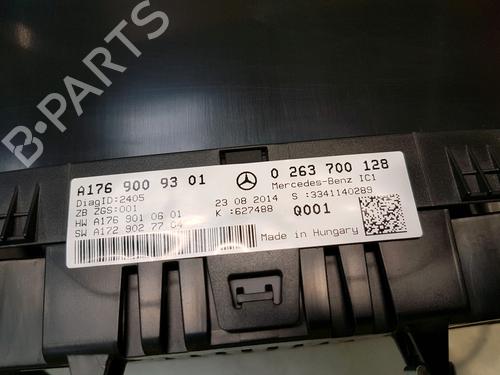 A176 900 93 01
0 263 700 128
DiagID:2405
Mercedes-Benz IC1
ZB ZGS:001
23 08 2014 S :3341140289
HW A176 901 06 01
K :627488 Q001
SW A172 902 77 04
Made in Hungary
B-PARTS